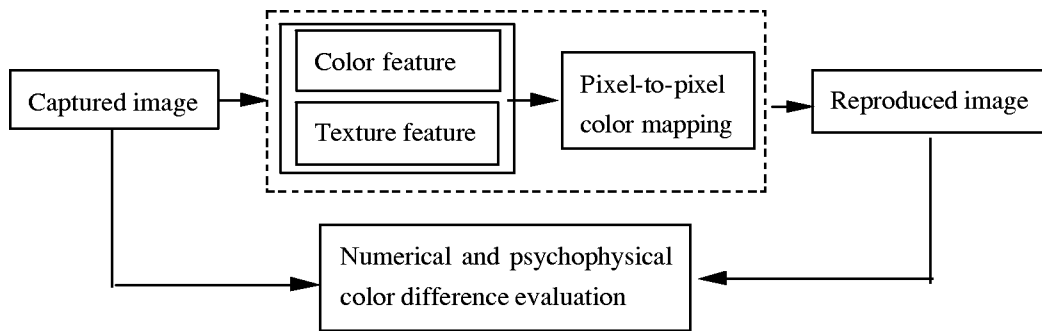 Captured image
Color feature
Texture feature
Pixel-to-pixel
color mapping
Reproduced image
Numerical and psychophysical
color difference evaluation